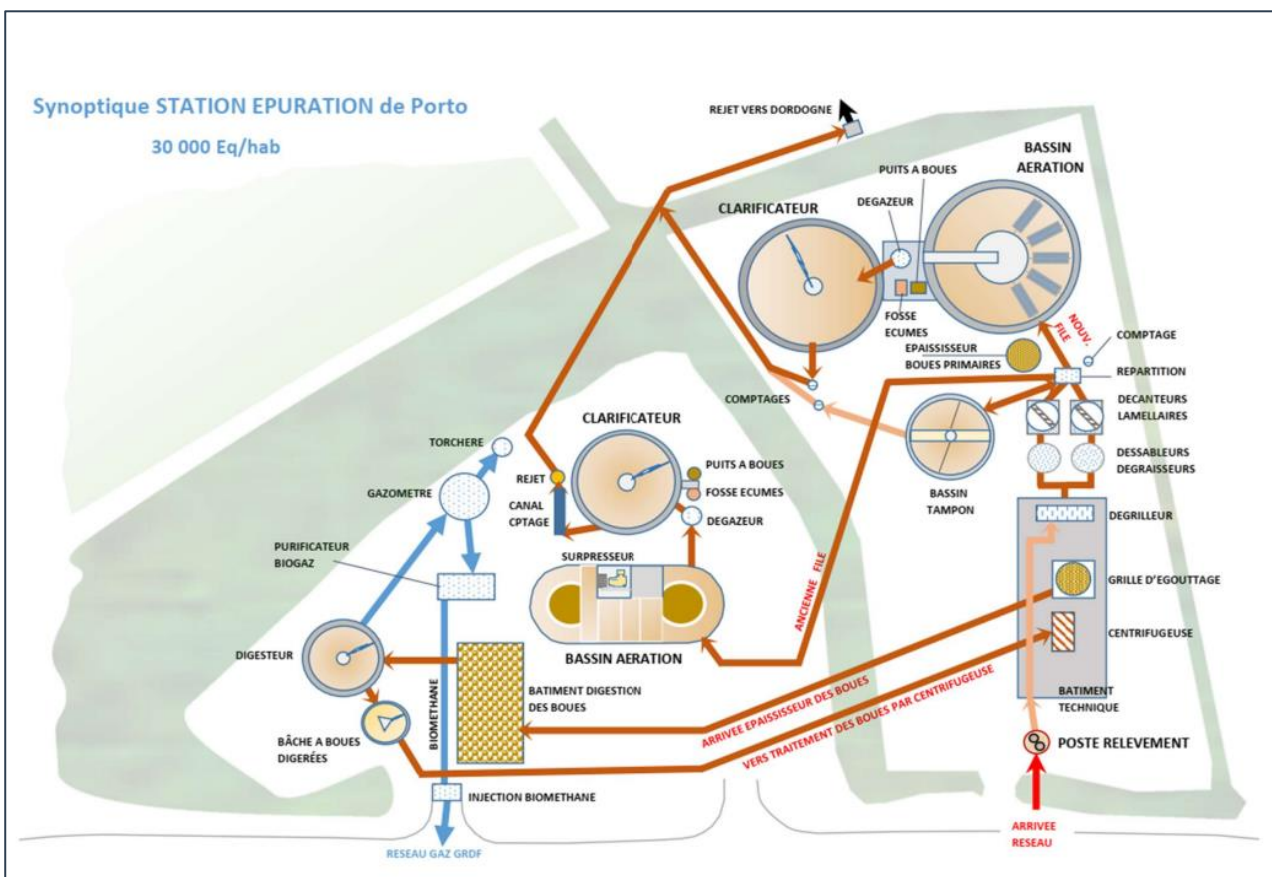 Synoptique STATION EPURATION de Porto
30 000 Eq/hab
REJET VERS DORDOGNE
BASSIN
AERATION
PUITS A BOUES
DEGAZEUR
CLARIFICATEUR
FOSSE
ECUMES
NOUV.
FILE
EPAISSISSEUR
BOUES PRIMAIRES
COMPTAGE
REPARTITION
COMPTAGES
DECANTEURS
LAMELLAIRES
DESSABLEURS
DEGRAISSEURS
BASSIN
TAMPON
DEGRILLEUR
CLARIFICATEUR
TORCHERE
PUITS A BOUES
REJET
FOSSE ECUMES
GAZOMETRE
CANAL
CPTAGE
DEGAZEUR
PURIFICATEUR
BIOGAZ
SURPRESSEUR
ANCIENNE FILE
GRILLE D'EGOUTTAGE
CENTRIFUGEUSE
DIGESTEUR
BASSIN AERATION
BATIMENT DIGESTION
DES BOUES
ARRIVEE EPAISSISEUR DES BOUES
VERS TRAITEMENT DES BOUES PAR CENTRIFUGEUSE
BATIMENT
TECHNIQUE
BIOMETHANE
BÂCHE A BOUES
DIGERÉES
POSTE RELEVEMENT
INJECTION BIOMETHANE
ARRIVEE
RESEAU
RESEAU GAZ GRDF